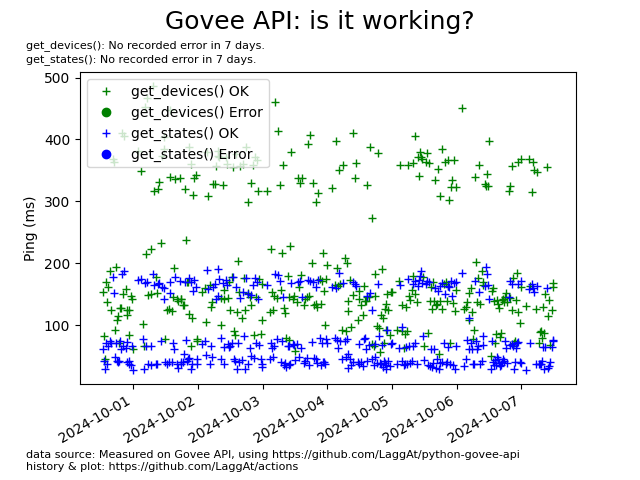 Govee API: is it working?
get_devices(): No recorded error in 7 days.
get_states(): No recorded error in 7 days.
500
400
300
200
100
Ping (ms)
get_devices() OK
get_devices() Error
get_states() OK
get_states() Error
2024-10-01
2024-10-02
2024-10-03
2024-10-04
2024-10-05
2024-10-06
2024-10-07
data source: Measured on Govee API, using https://github.com/LaggAt/python-govee-api
history & plot: https://github.com/LaggAt/actions